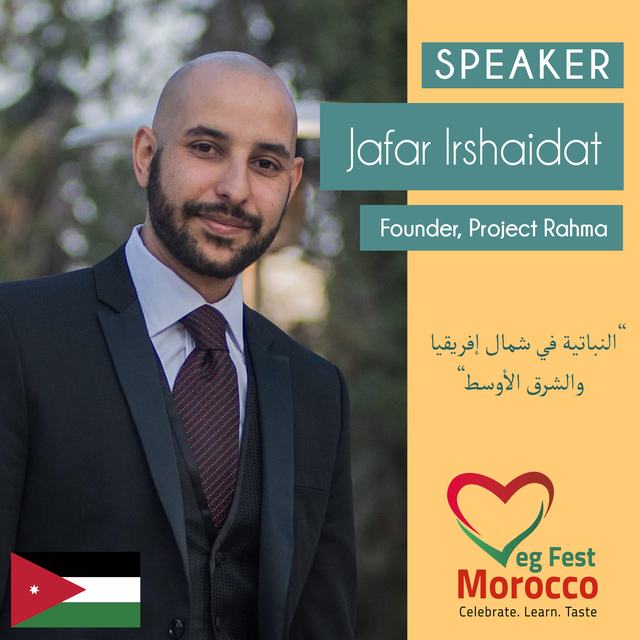 SPEAKER
Jafar Irshaidat
Founder, Project Rahma
“النباتية في شمال إفريقيا
والشرق الأوسط“
Veg Fest
Morocco
Celebrate. Learn. Taste